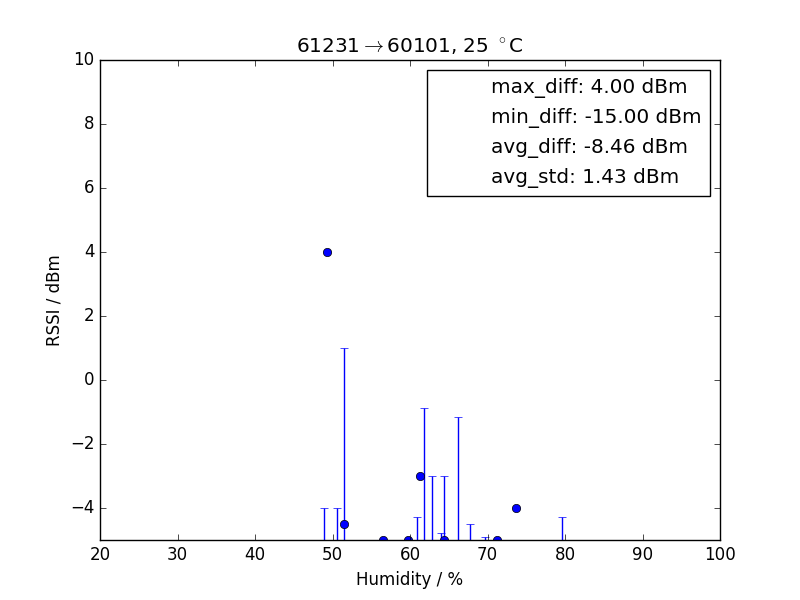 61231→60101, 25 °C
max_diff: 4.00 dBm
min_diff: -15.00 dBm
avg_diff: -8.46 dBm
avg_std: 1.43 dBm
RSSI / dBm
10
8
6
4
2
0
−2
−4
20 30 40 50 60 70 80 90 100
Humidity / %